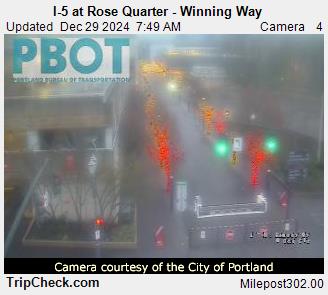 I-5 at Rose Quarter - Winning Way
Updated Dec 29 2024 7:49 AM Camera 4
PBOT
PORTLAND BUREAU OF TRANSPORTATION
Camera courtesy of the City of Portland
TripCheck.com Milepost302.00